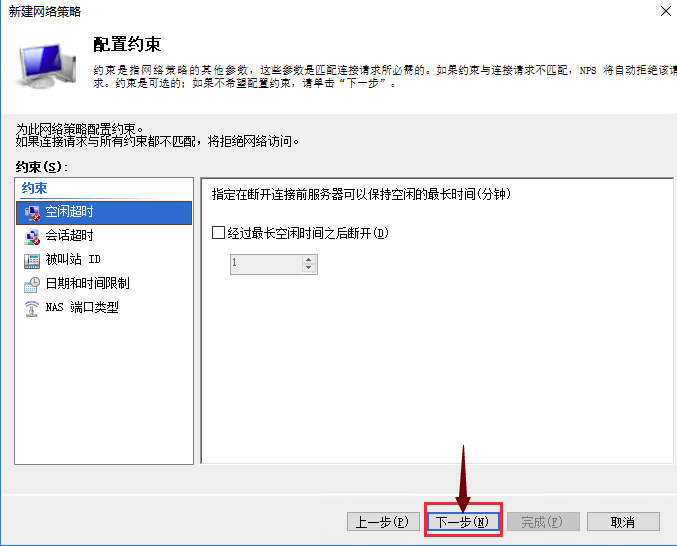 新建网络策略
配置约束
约束是指网络策略的其他参数，这些参数是匹配连接请求所必需的。如果约束与连接请求不匹配，NPS 将自动拒绝该请
求。约束是可选的；如果不希望配置约束，请单击“下一步”。
为此网络策略配置约束。
如果连接请求与所有约束都不匹配，将拒绝网络访问。
约束(S)：
约束
空闲超时
会话超时
被叫站 ID
日期和时间限制
NAS 端口类型
指定在断开连接前服务器可以保持空闲的最长时间(分钟)
经过最长空闲时间之后断开(D)
1
上一步(P)
下一步(N)
完成(F)
取消